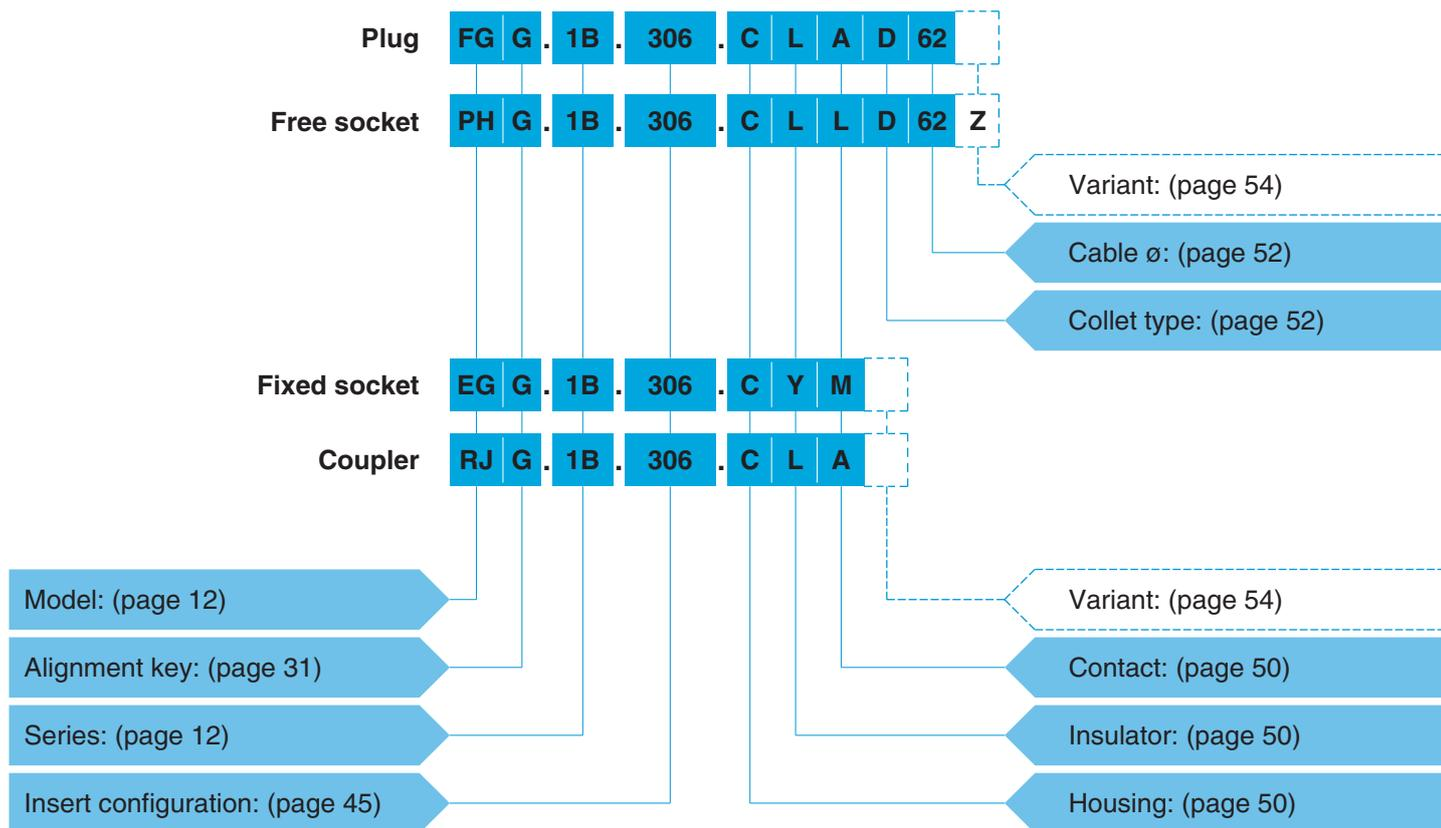 Plug FG G . 1B . 306 . C L A D 62
Free socket PH G . 1B . 306 . C L L D 62 Z
Variant: (page 54)
Cable ø: (page 52)
Collet type: (page 52)
Fixed socket EG G . 1B . 306 . C Y M
Coupler RJ G . 1B . 306 . C L A
Model: (page 12)
Alignment key: (page 31)
Series: (page 12)
Insert configuration: (page 45)
Variant: (page 54)
Contact: (page 50)
Insulator: (page 50)
Housing: (page 50)